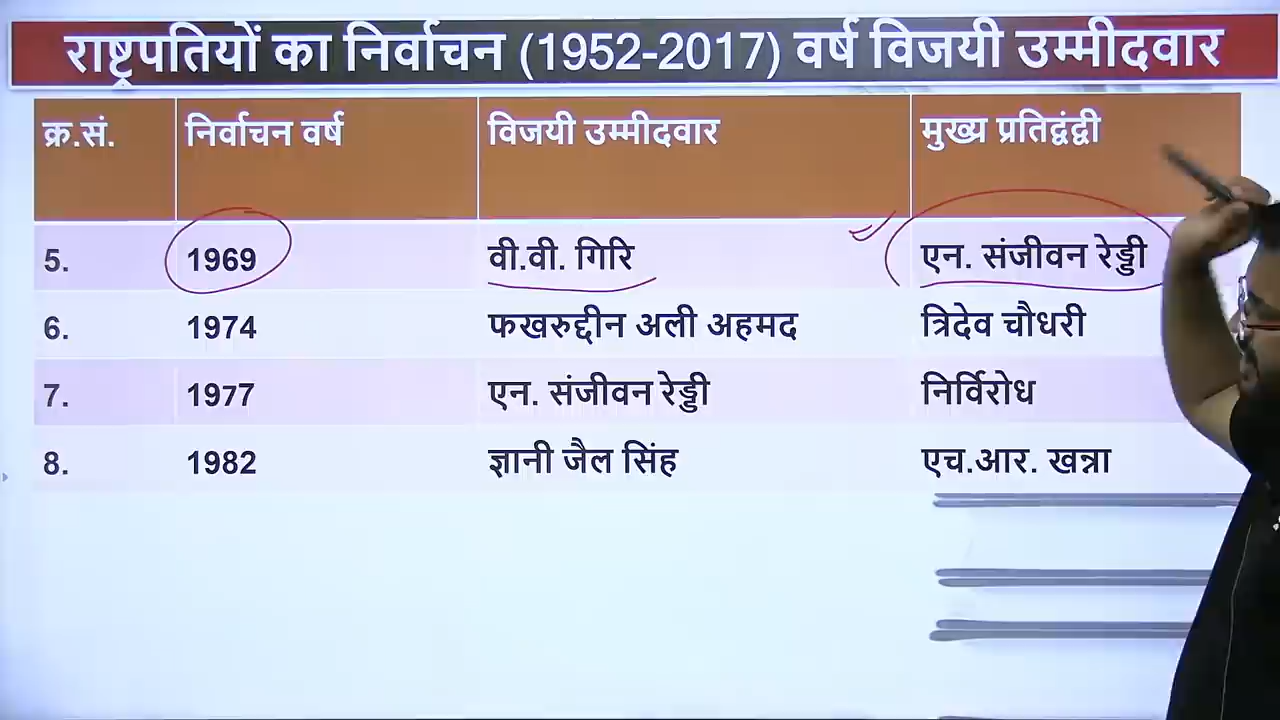 राष्ट्रपतियों का निर्वाचन (1952-2017) वर्ष विजयी उम्मीदवार
क्र.सं. निर्वाचन वर्ष विजयी उम्मीदवार मुख्य प्रतिद्वंद्वी
5. 1969 वी.वी. गिरि एन. संजीवन रेड्डी
6. 1974 फखरुद्दीन अली अहमद त्रिदेव चौधरी
7. 1977 एन. संजीवन रेड्डी निर्विरोध
8. 1982 ज्ञानी जैल सिंह एच.आर. खन्ना